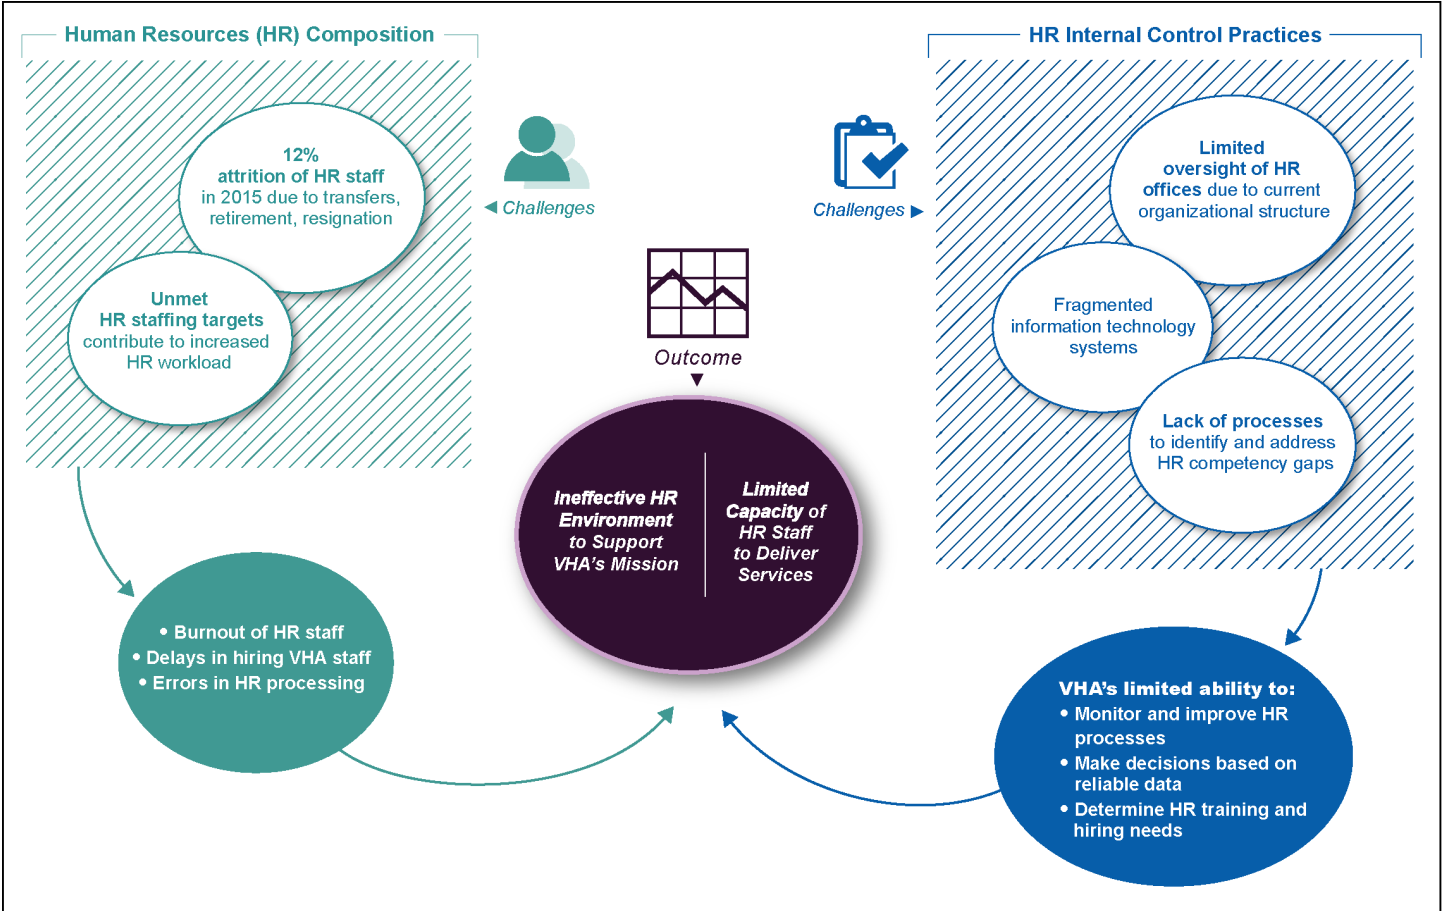 Human Resources (HR) Composition
12%
attrition of HR staff
in 2015 due to transfers,
retirement, resignation
Unmet
HR staffing targets
contribute to increased
HR workload
◄ Challenges
• Burnout of HR staff
• Delays in hiring VHA staff
• Errors in HR processing
Outcome
▼
Ineffective HR
Environment
to Support
VHA’s Mission
Limited
Capacity of
HR Staff
to Deliver
Services
HR Internal Control Practices
Challenges ►
Limited
oversight of HR
offices due to current
organizational structure
Fragmented
information technology
systems
Lack of processes
to identify and address
HR competency gaps
VHA’s limited ability to:
• Monitor and improve HR
processes
• Make decisions based on
reliable data
• Determine HR training and
hiring needs